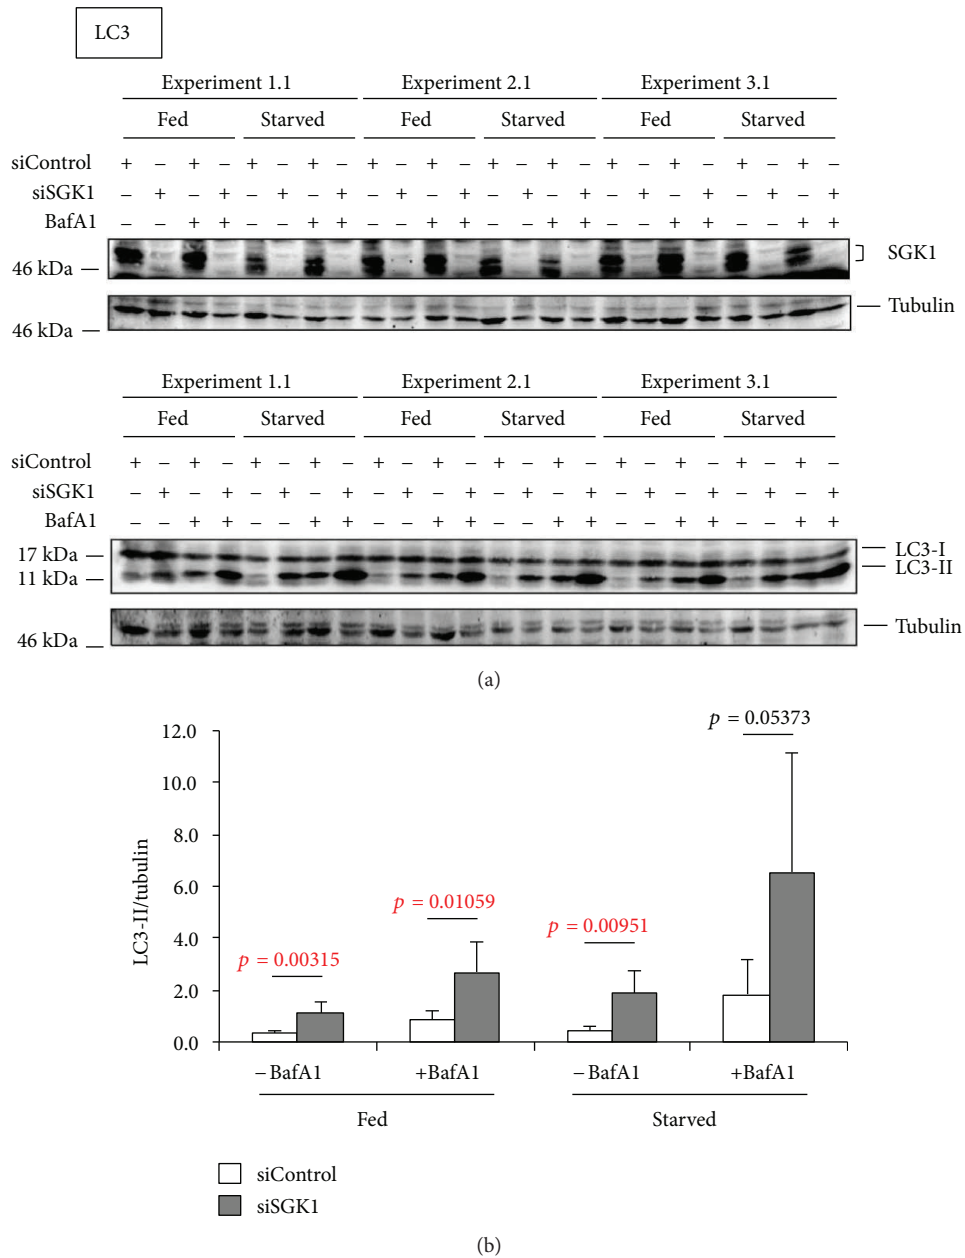 LC3
Experiment 1.1 Experiment 2.1 Experiment 3.1
Fed Starved Fed Starved Fed Starved
siControl + − + − + − + − + − + − + − + − + − + − + − + −
siSGK1 − + − + − + − + − + − + − + − + − + − + − + − +
BafA1 − − + + − − + + − − + + − − + + − − + + − − + +
46 kDa SGK1
46 kDa Tubulin
Experiment 1.1 Experiment 2.1 Experiment 3.1
Fed Starved Fed Starved Fed Starved
siControl + − + − + − + − + − + − + − + − + − + − + − + −
siSGK1 − + − + − + − + − + − + − + − + − + − + − + − +
BafA1 − − + + − − + + − − + + − − + + − − + + − − + +
17 kDa LC3-I
11 kDa LC3-II
46 kDa Tubulin
(a)
12.0
10.0
8.0
6.0
4.0
2.0
0.0
LC3-II/tubulin
p = 0.00315
p = 0.01059
p = 0.00951
p = 0.05373
− BafA1 +BafA1 − BafA1 +BafA1
Fed Starved
siControl
siSGK1
(b)